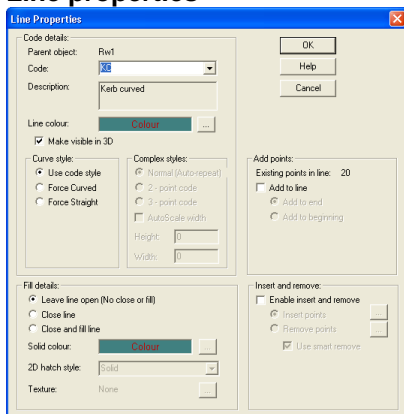 Line properties
Line Properties
Code details:
Parent object: Rw1
Code: KC
Description: Kerb curved
Line colour: Colour ...
Make visible in 3D
Curve style:
Use code style
Force Curved
Force Straight
Complex styles:
Normal (Auto-repeat)
2 - point code
3 - point code
AutoScale width
Height: 0
Width: 0
OK
Help
Cancel
Add points:
Existing points in line: 20
Add to line
Add to end
Add to beginning
Fill details:
Leave line open (No close or fill)
Close line
Close and fill line
Solid colour: Colour ...
2D hatch style: Solid
Texture: None ...
Insert and remove:
Enable insert and remove
Insert points ...
Remove points ...
Use smart remove